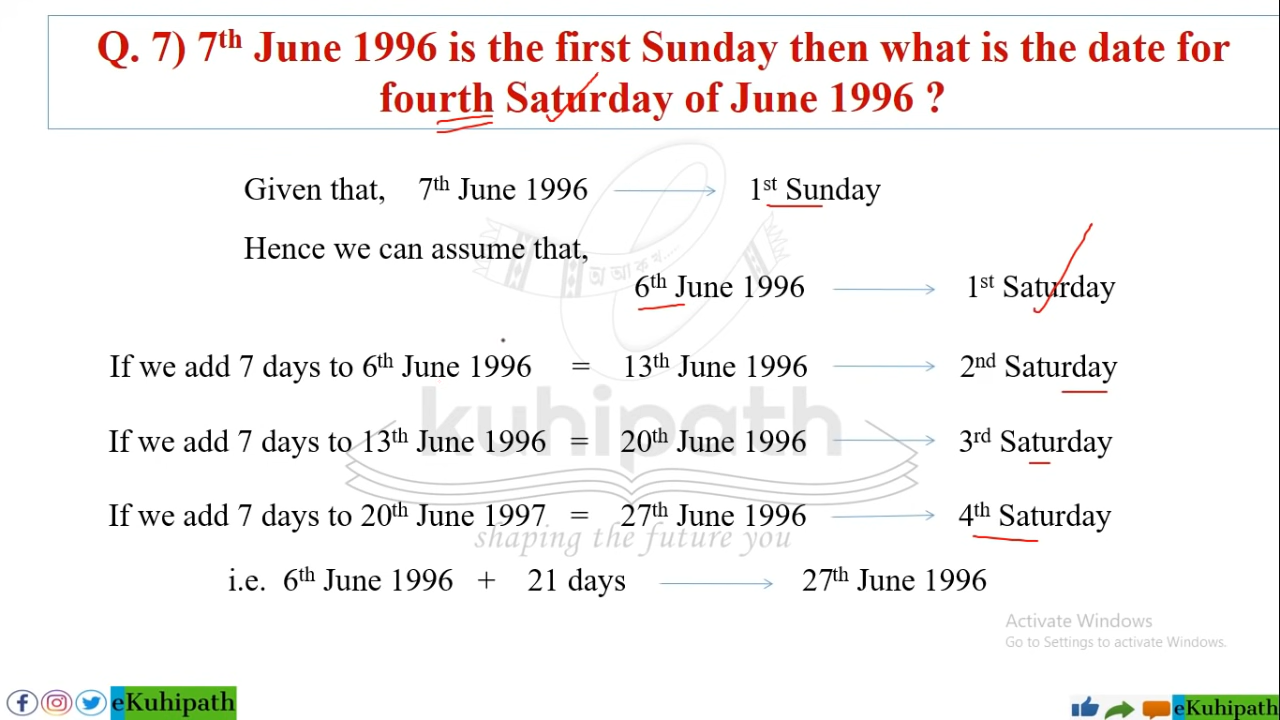 Q. 7) 7th June 1996 is the first Sunday then what is the date for
fourth Saturday of June 1996 ?
Given that, 7th June 1996 1st Sunday
Hence we can assume that,
6th June 1996 1st Saturday
If we add 7 days to 6th June 1996 = 13th June 1996 2nd Saturday
If we add 7 days to 13th June 1996 = 20th June 1996 3rd Saturday
If we add 7 days to 20th June 1997 = 27th June 1996 4th Saturday
i.e. 6th June 1996 + 21 days 27th June 1996
অ আ ক খ....
kuhipath
shaping the future you
Activate Windows
Go to Settings to activate Windows.
eKuhipath
eKuhipath